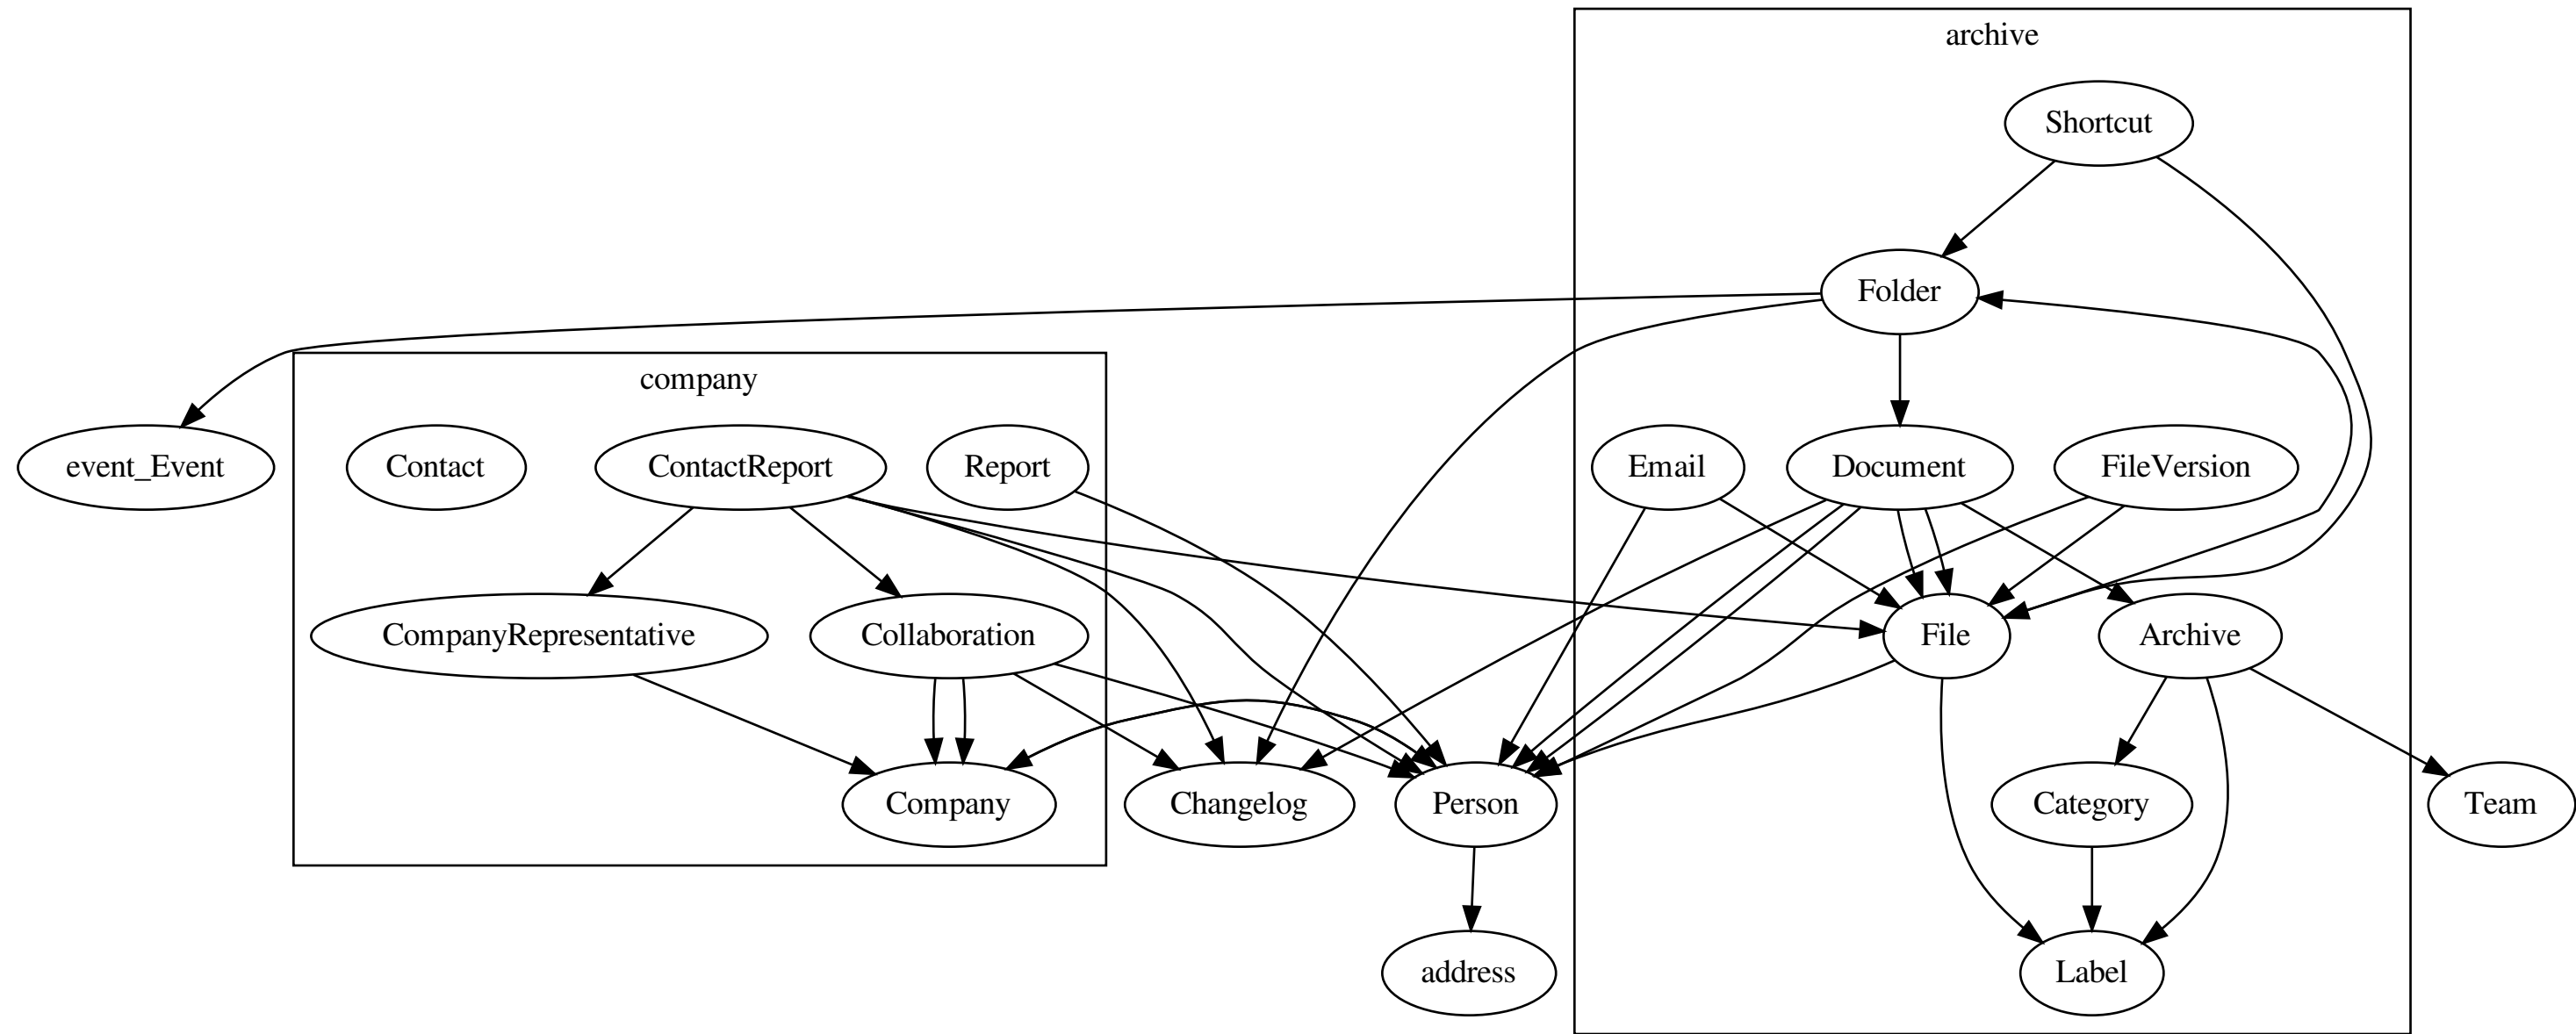 archive
Shortcut
Folder
company
event_Event
Contact
ContactReport
Report
Email
Document
FileVersion
CompanyRepresentative
Collaboration
File
Archive
Company
Changelog
Person
Category
Team
address
Label